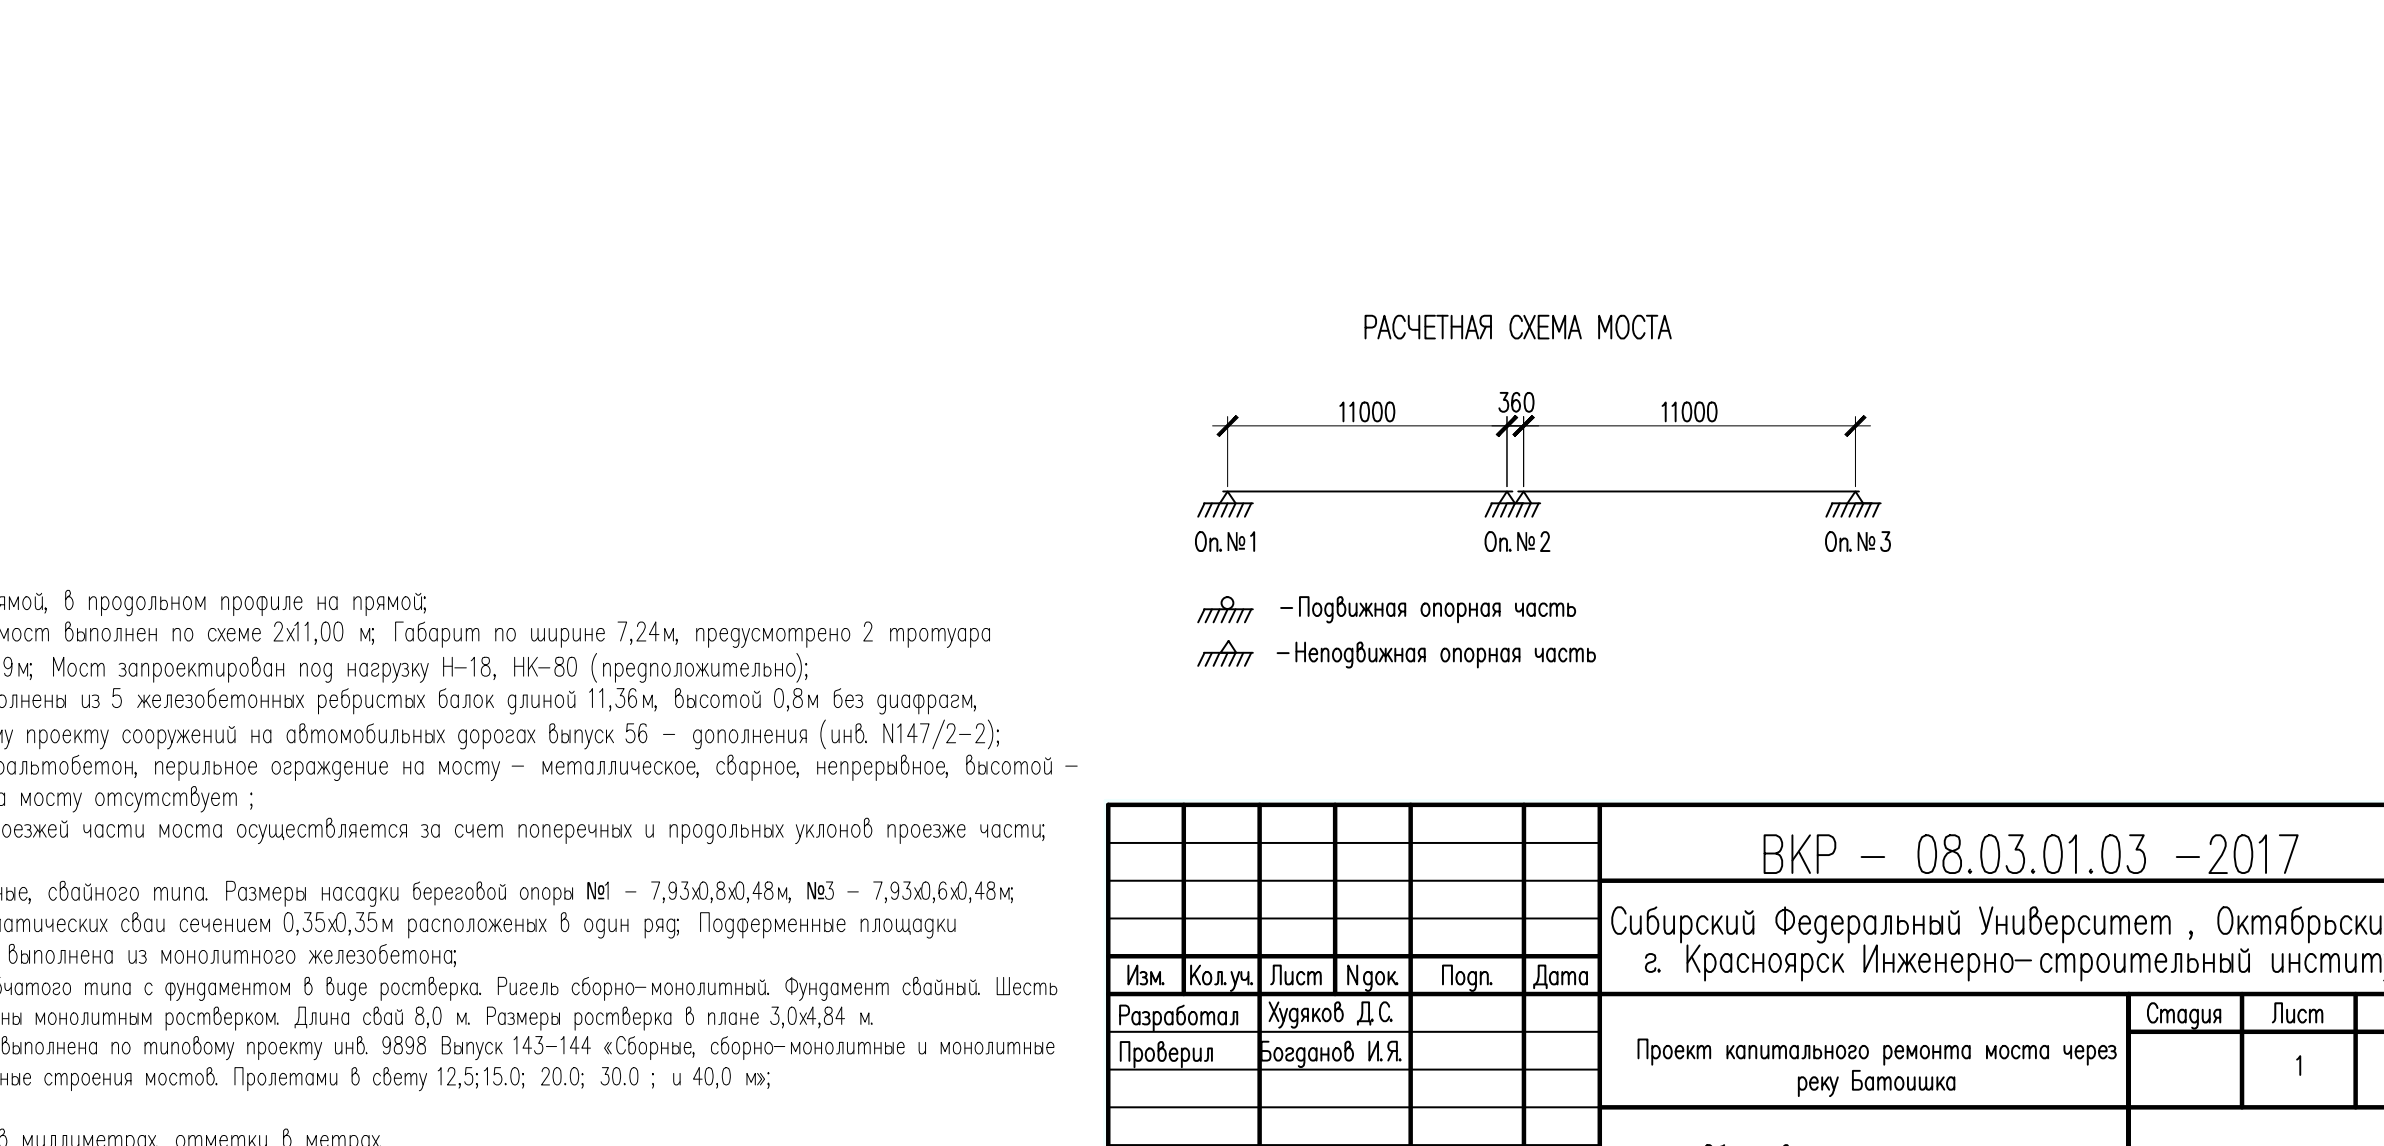 РАСЧЕТНАЯ СХЕМА МОСТА
360
11000 11000
Оп.№1 Оп.№2 Оп.№3
–Подвижная опорная часть
–Неподвижная опорная часть
ямой, в продольном профиле на прямой;
мост выполнен по схеме 2х11,00 м; Габарит по ширине 7,24м, предусмотрено 2 тротуара
9м; Мост запроектирован под нагрузку Н–18, НК–80 (предположительно);
олнены из 5 железобетонных ребристых балок длиной 11,36м, высотой 0,8м без диафрагм,
му проекту сооружений на автомобильных дорогах выпуск 56 – дополнения (инв. N147/2–2);
ральтобетон, перильное ограждение на мосту – металлическое, сварное, непрерывное, высотой –
а мосту отсутствует ;
оезжей части моста осуществляется за счет поперечных и продольных уклонов проезже части;
ные, свайного типа. Размеры насадки береговой опоры №1 – 7,93х0,8х0,48м, №3 – 7,93х0,6х0,48м;
матических сваи сечением 0,35х0,35м расположеных в один ряд; Подферменные площадки
выполнена из монолитного железобетона;
бчатого типа с фундаментом в виде ростверка. Ригель сборно–монолитный. Фундамент свайный. Шесть
ны монолитным ростверком. Длина свай 8,0 м. Размеры ростверка в плане 3,0х4,84 м.
выполнена по типовому проекту инв. 9898 Выпуск 143–144 «Сборные, сборно–монолитные и монолитные
ные строения мостов. Пролетами в свету 12,5;15.0; 20.0; 30.0 ; и 40,0 м»;
в миллиметрах, отметки в метрах
ВКР – 08.03.01.03 –2017
Сибирский Федеральный Университет , Октябрьски
г. Красноярск Инженерно–строительный институ
Изм. Кол.уч. Лист Nдок. Подп. Дата
Разработал Худяков Д.С.
Проверил Богданов И.Я.
Проект капитального ремонта моста через
реку Батоишка
Стадия Лист
1